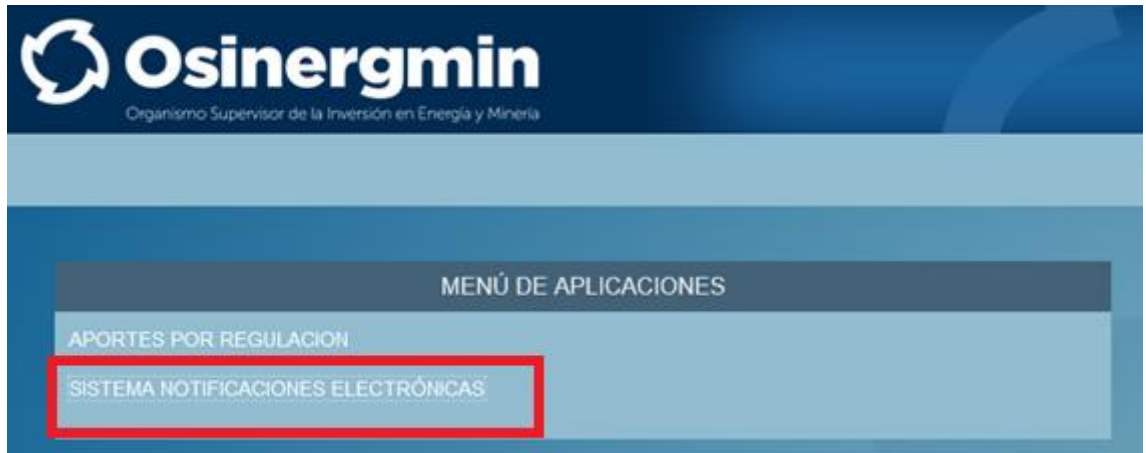 Osinergmin
Organismo Supervisor de la Inversión en Energía y Minería
MENÚ DE APLICACIONES
APORTES POR REGULACION
SISTEMA NOTIFICACIONES ELECTRÓNICAS